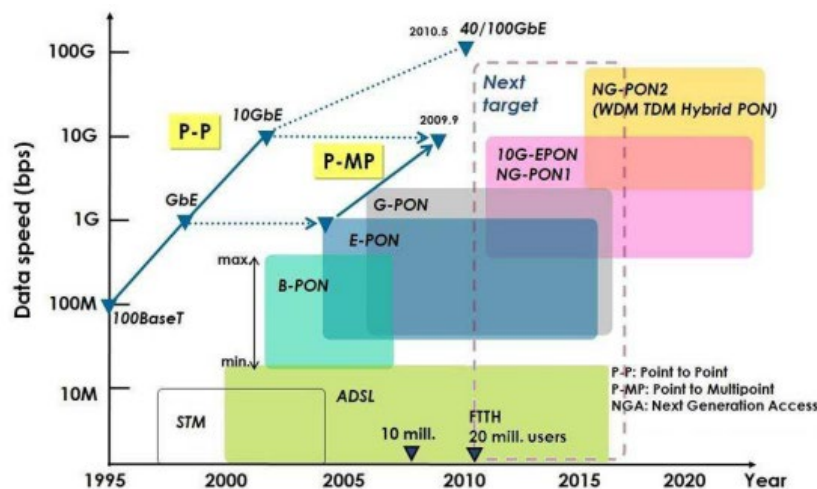 Data speed (bps)
100G
10G
1G
100M
10M
2010.5
40/100GbE
Next
target
NG-PON2
(WDM TDM Hybrid PON)
10GbE
P-P
2009.9
P-MP
10G-EPON
NG-PON1
GbE
G-PON
E-PON
max.
B-PON
100BaseT
min.
P-P: Point to Point
P-MP: Point to Multipoint
NGA: Next Generation Access
ADSL
STM
FTTH
10 mill.
20 mill. users
1995
2000
2005
2010
2015
2020
Year